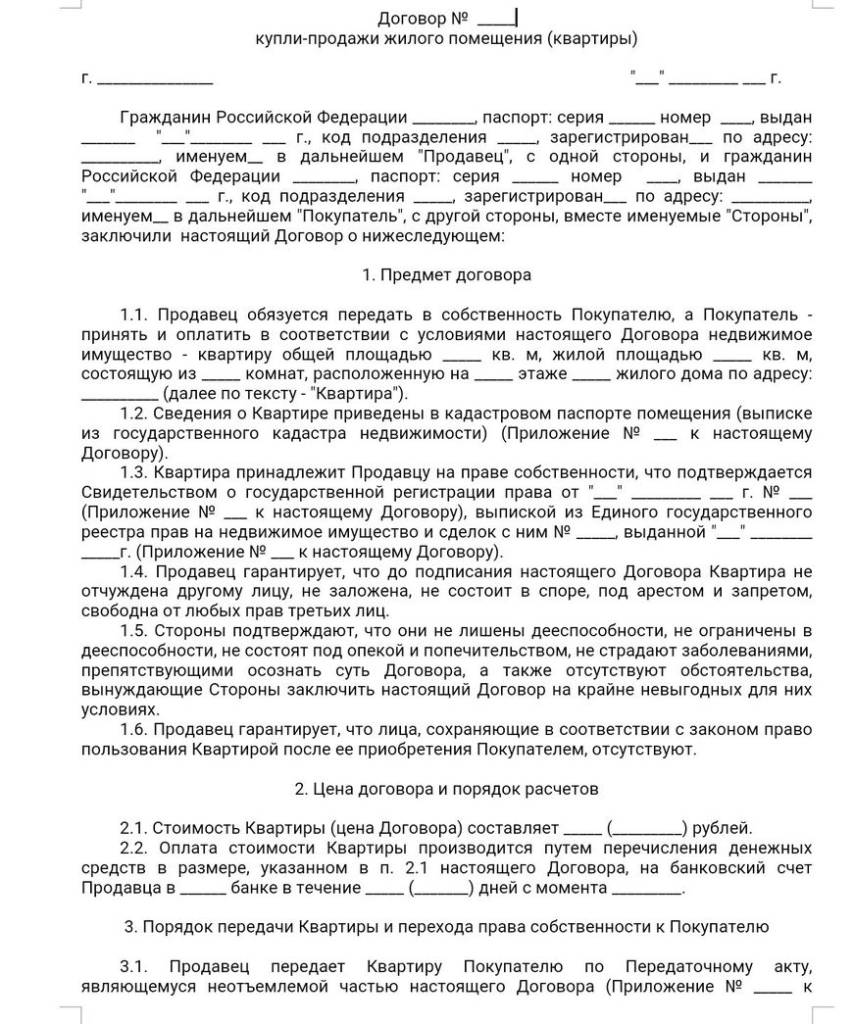 Договор № _____
купли-продажи жилого помещения (квартиры)
г. _______________ "___" _________ ___ г.
Гражданин Российской Федерации ________, паспорт: серия ______ номер ____, выдан
_______ "___"________ ___ г., код подразделения _____, зарегистрирован___ по адресу:
__________, именуем__ в дальнейшем "Продавец", с одной стороны, и гражданин
Российской Федерации ________, паспорт: серия ______ номер ____, выдан _______
"___"________ ___ г., код подразделения _____, зарегистрирован___ по адресу: __________,
именуем__ в дальнейшем "Покупатель", с другой стороны, вместе именуемые "Стороны",
заключили настоящий Договор о нижеследующем:
1. Предмет договора
1.1. Продавец обязуется передать в собственность Покупателю, а Покупатель -
принять и оплатить в соответствии с условиями настоящего Договора недвижимое
имущество - квартиру общей площадью _____ кв. м, жилой площадью _____ кв. м,
состоящую из _____ комнат, расположенную на _____ этаже _____ жилого дома по адресу:
__________ (далее по тексту - "Квартира").
1.2. Сведения о Квартире приведены в кадастровом паспорте помещения (выписке
из государственного кадастра недвижимости) (Приложение № ___ к настоящему
Договору).
1.3. Квартира принадлежит Продавцу на праве собственности, что подтверждается
Свидетельством о государственной регистрации права от "___" _________ ___ г. № ___
(Приложение № ___ к настоящему Договору), выпиской из Единого государственного
реестра прав на недвижимое имущество и сделок с ним № _____, выданной "___" ________
_____г. (Приложение № ___ к настоящему Договору).
1.4. Продавец гарантирует, что до подписания настоящего Договора Квартира не
отчуждена другому лицу, не заложена, не состоит в споре, под арестом и запретом,
свободна от любых прав третьих лиц.
1.5. Стороны подтверждают, что они не лишены дееспособности, не ограничены в
дееспособности, не состоят под опекой и попечительством, не страдают заболеваниями,
препятствующими осознать суть Договора, а также отсутствуют обстоятельства,
вынуждающие Стороны заключить настоящий Договор на крайне невыгодных для них
условиях.
1.6. Продавец гарантирует, что лица, сохраняющие в соответствии с законом право
пользования Квартирой после ее приобретения Покупателем, отсутствуют.
2. Цена договора и порядок расчетов
2.1. Стоимость Квартиры (цена Договора) составляет _____ (_________) рублей.
2.2. Оплата стоимости Квартиры производится путем перечисления денежных
средств в размере, указанном в п. 2.1 настоящего Договора, на банковский счет
Продавца в ______ банке в течение _____ (_______) дней с момента _________.
3. Порядок передачи Квартиры и перехода права собственности к Покупателю
3.1. Продавец передает Квартиру Покупателю по Передаточному акту,
являющемуся неотъемлемой частью настоящего Договора (Приложение № _____ к